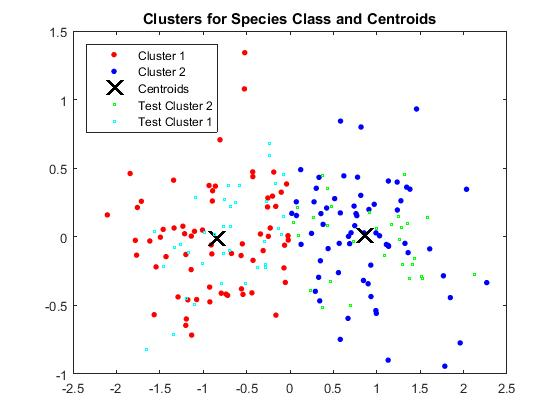 Clusters for Species Class and Centroids
1.5
1
0.5
0
-0.5
-1
Cluster 1
Cluster 2
Centroids
Test Cluster 2
Test Cluster 1
-2.5 -2 -1.5 -1 -0.5 0 0.5 1 1.5 2 2.5